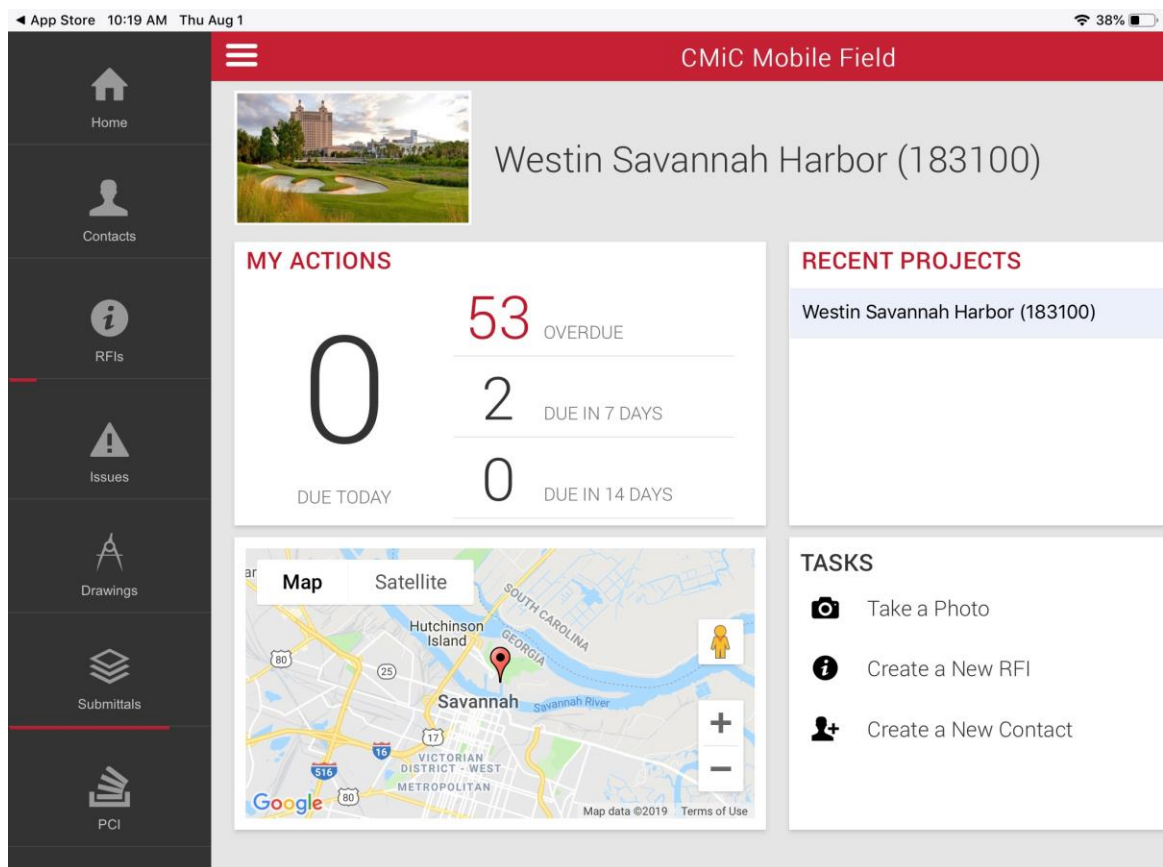 ◀ App Store 10:19 AM Thu Aug 1 38%
CMiC Mobile Field
Home
Contacts
RFIs
Issues
Drawings
Submittals
PCI
Westin Savannah Harbor (183100)
MY ACTIONS
0
DUE TODAY
53 OVERDUE
2 DUE IN 7 DAYS
0 DUE IN 14 DAYS
RECENT PROJECTS
Westin Savannah Harbor (183100)
Map Satellite
SOUTH CAROLINA
GEORGIA
Hutchinson
Island
80
25
Savannah
Savannah River
17
16
VICTORIAN
DISTRICT - WEST
516
METROPOLITAN
80
+
−
Google
Map data ©2019 Terms of Use
TASKS
Take a Photo
Create a New RFI
Create a New Contact